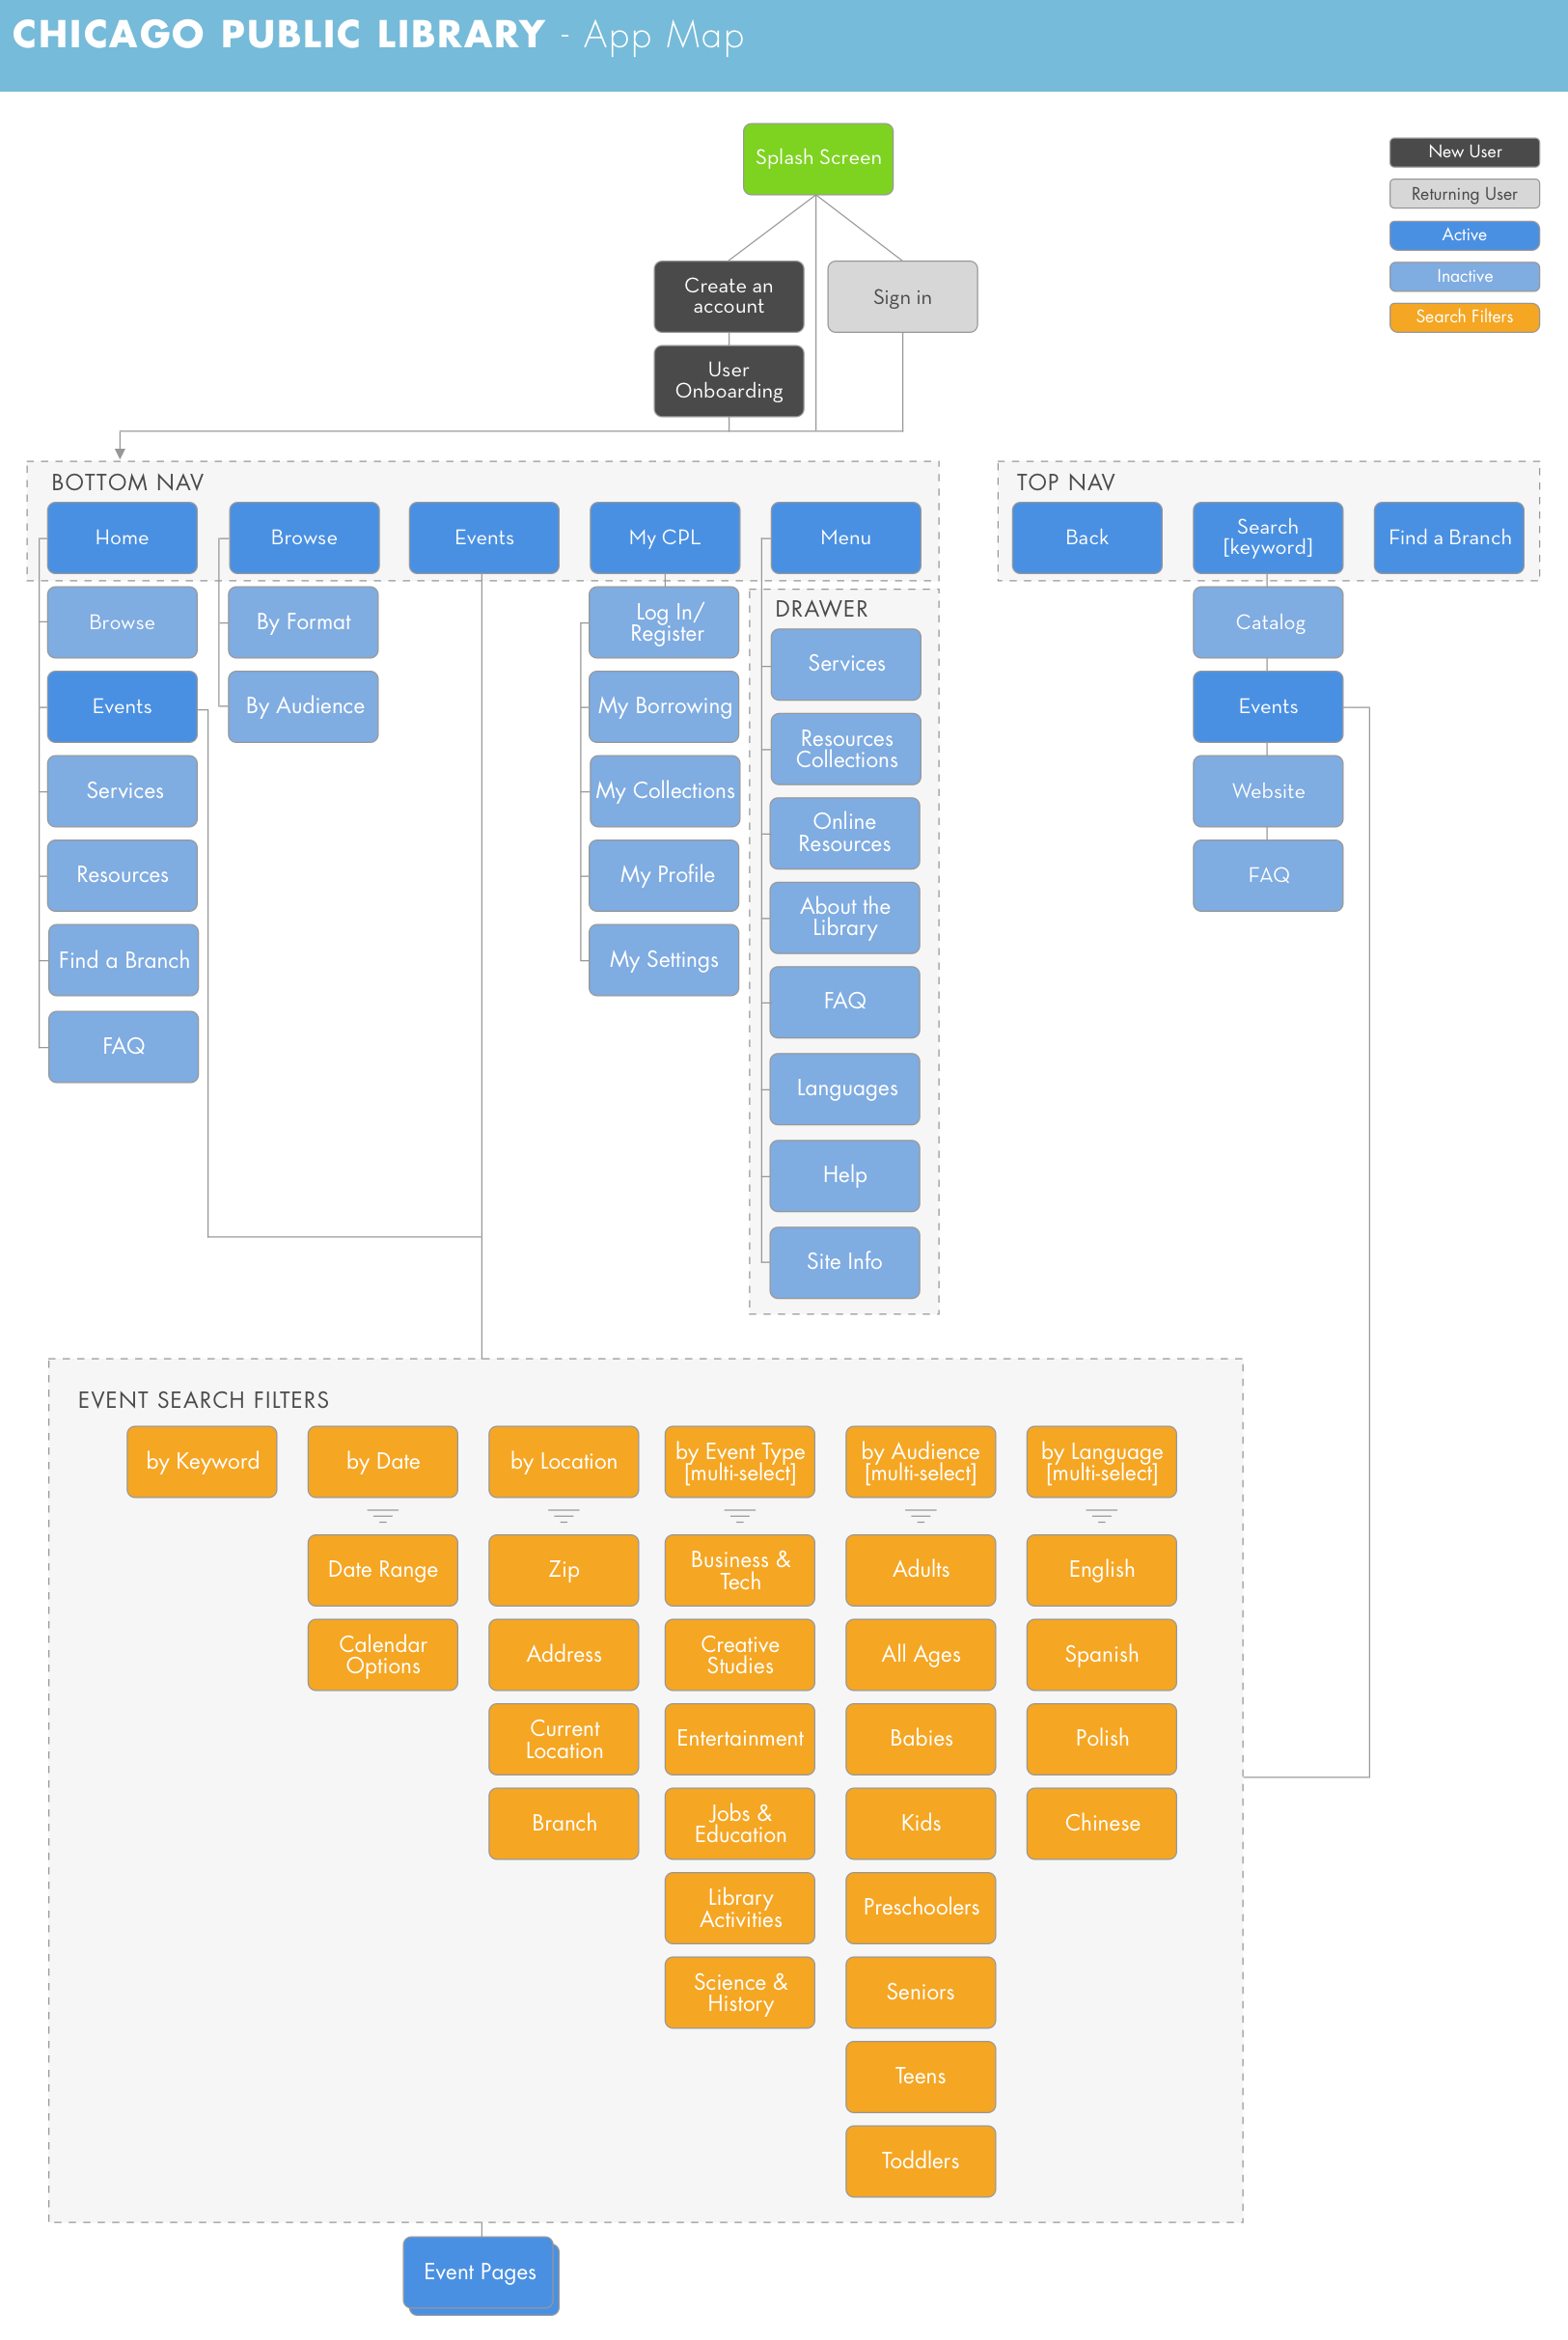 CHICAGO PUBLIC LIBRARY - App Map
Splash Screen
New User
Returning User
Active
Inactive
Search Filters
Create an
account
Sign in
User
Onboarding
BOTTOM NAV
Home
Browse
Events
My CPL
Menu
TOP NAV
Back
Search
[keyword]
Find a Branch
Browse
Events
Services
Resources
Find a Branch
FAQ
By Format
By Audience
Log In/
Register
My Borrowing
My Collections
My Profile
My Settings
DRAWER
Services
Resources
Collections
Online
Resources
About the
Library
FAQ
Languages
Help
Site Info
Catalog
Events
Website
FAQ
EVENT SEARCH FILTERS
by Keyword
by Date
Date Range
Calendar
Options
by Location
Zip
Address
Current
Location
Branch
by Event Type
[multi-select]
Business &
Tech
Creative
Studies
Entertainment
Jobs &
Education
Library
Activities
Science &
History
by Audience
[multi-select]
Adults
All Ages
Babies
Kids
Preschoolers
Seniors
Teens
Toddlers
by Language
[multi-select]
English
Spanish
Polish
Chinese
Event Pages